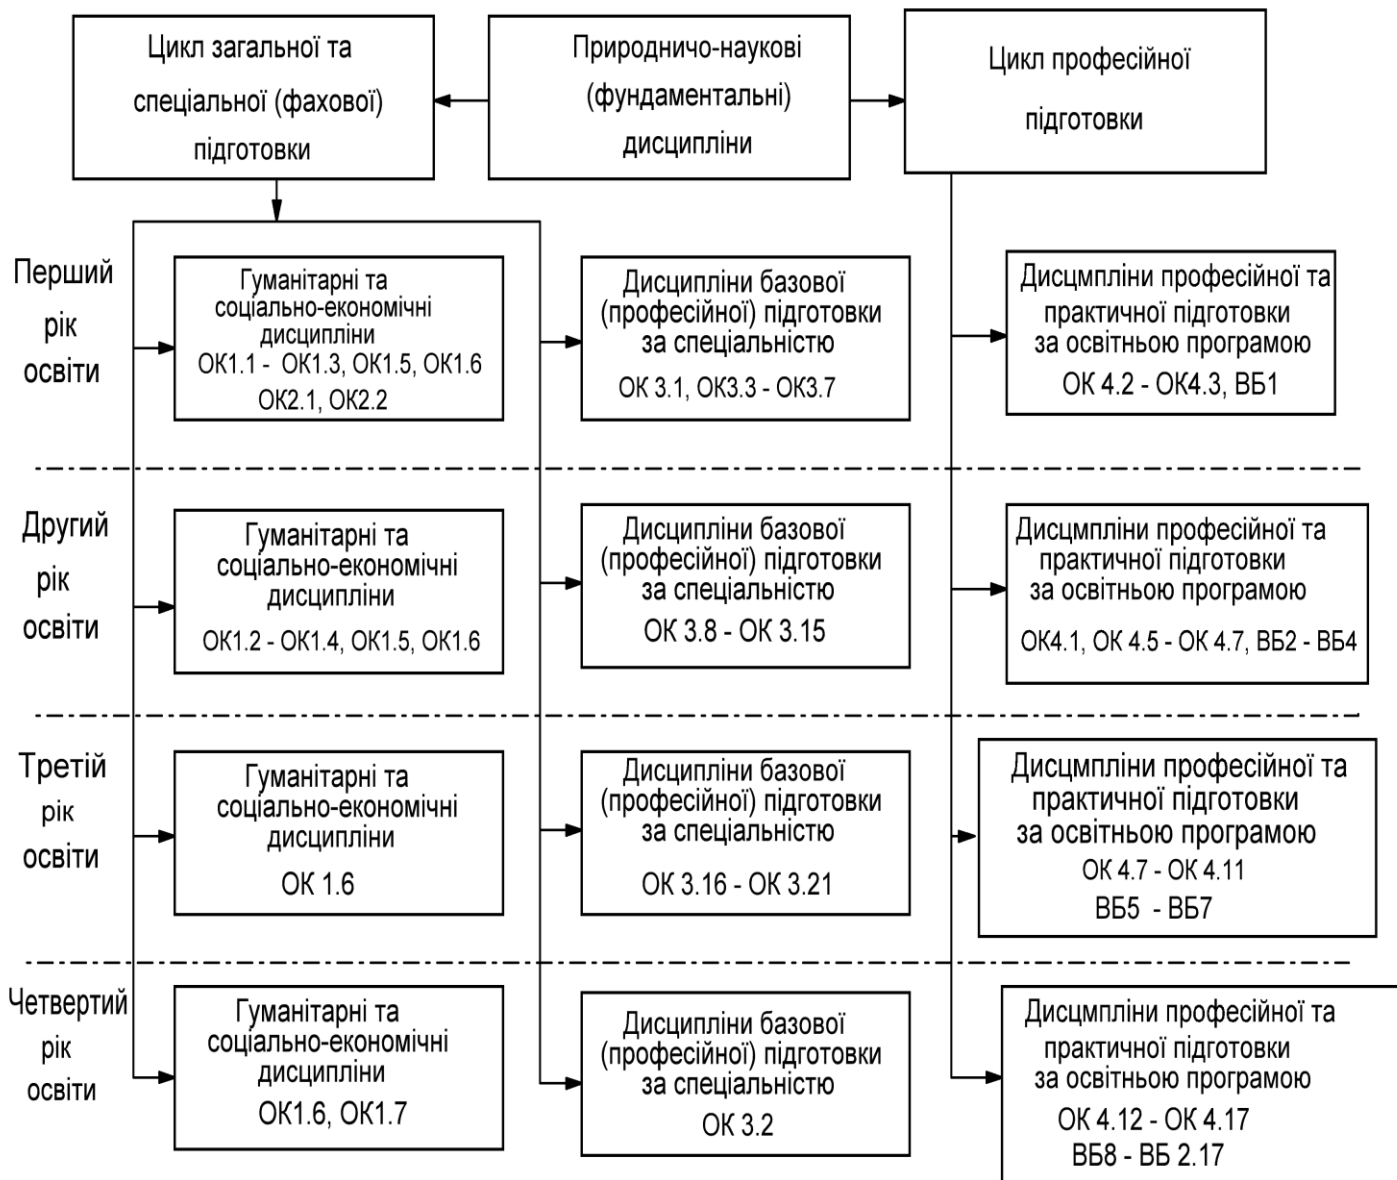 Цикл загальної та
спеціальної (фахової)
підготовки
Природничо-наукові
(фундаментальні)
дисципліни
Цикл професійної
підготовки
Перший
рік
освіти
Гуманітарні та
соціально-економічні
дисципліни
ОК1.1 - ОК1.3, ОК1.5, ОК1.6
ОК2.1, ОК2.2
Дисципліни базової
(професійної) підготовки
за спеціальністю
ОК 3.1, ОК3.3 - ОК3.7
Дисцмпліни професійної та
практичної підготовки
за освітньою програмою
ОК 4.2 - ОК4.3, ВБ1
Другий
рік
освіти
Гуманітарні та
соціально-економічні
дисципліни
ОК1.2 - ОК1.4, ОК1.5, ОК1.6
Дисципліни базової
(професійної) підготовки
за спеціальністю
ОК 3.8 - ОК 3.15
Дисцмпліни професійної та
практичної підготовки
за освітньою програмою
ОК4.1, ОК 4.5 - ОК 4.7, ВБ2 - ВБ4
Третій
рік
освіти
Гуманітарні та
соціально-економічні
дисципліни
ОК 1.6
Дисципліни базової
(професійної) підготовки
за спеціальністю
ОК 3.16 - ОК 3.21
Дисцмпліни професійної та
практичної підготовки
за освітньою програмою
ОК 4.7 - ОК 4.11
ВБ5 - ВБ7
Четвертий
рік
освіти
Гуманітарні та
соціально-економічні
дисципліни
ОК1.6, ОК1.7
Дисципліни базової
(професійної) підготовки
за спеціальністю
ОК 3.2
Дисцмпліни професійної та
практичної підготовки
за освітньою програмою
ОК 4.12 - ОК 4.17
ВБ8 - ВБ 2.17